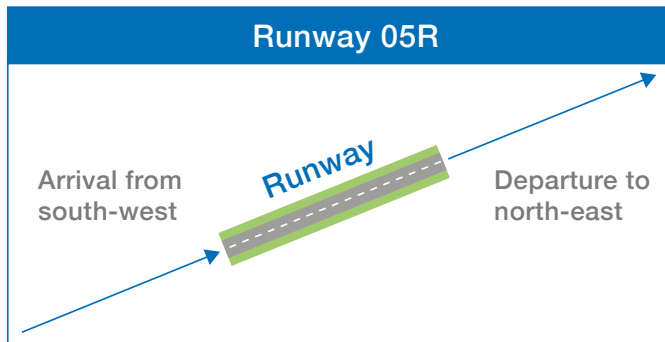 Runway 05R
Runway
Arrival from
south-west
Departure to
north-east